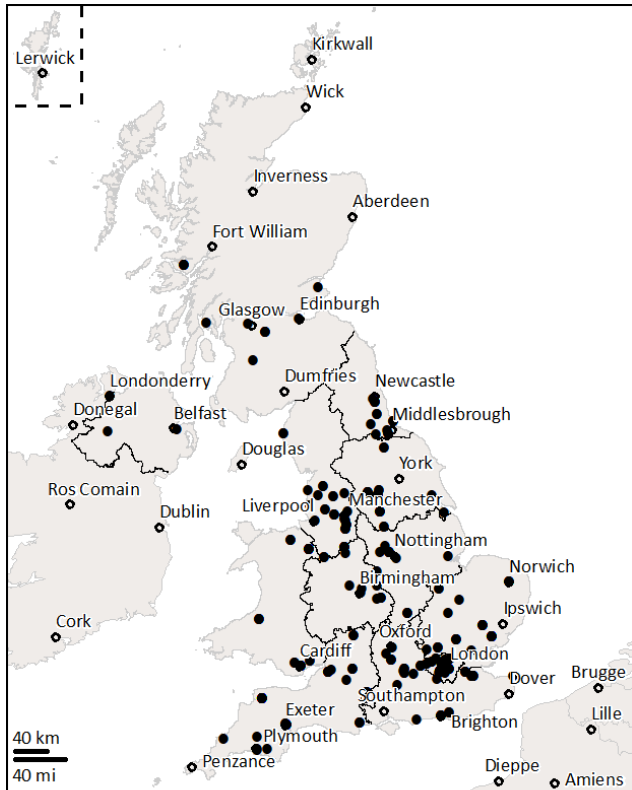 Kirkwall
Lerwick
Wick
Inverness
Aberdeen
Fort William
Glasgow
Edinburgh
Londonderry
Dumfries
Newcastle
Donegal
Belfast
Middlesbrough
Douglas
York
Ros Comain
Liverpool
Manchester
Dublin
Nottingham
Norwich
Birmingham
Ipswich
Cork
Cardiff
Oxford
London
Dover
Brugge
Southampton
Exeter
Brighton
Lille
Plymouth
40 km
40 mi
Penzance
Dieppe
Amiens